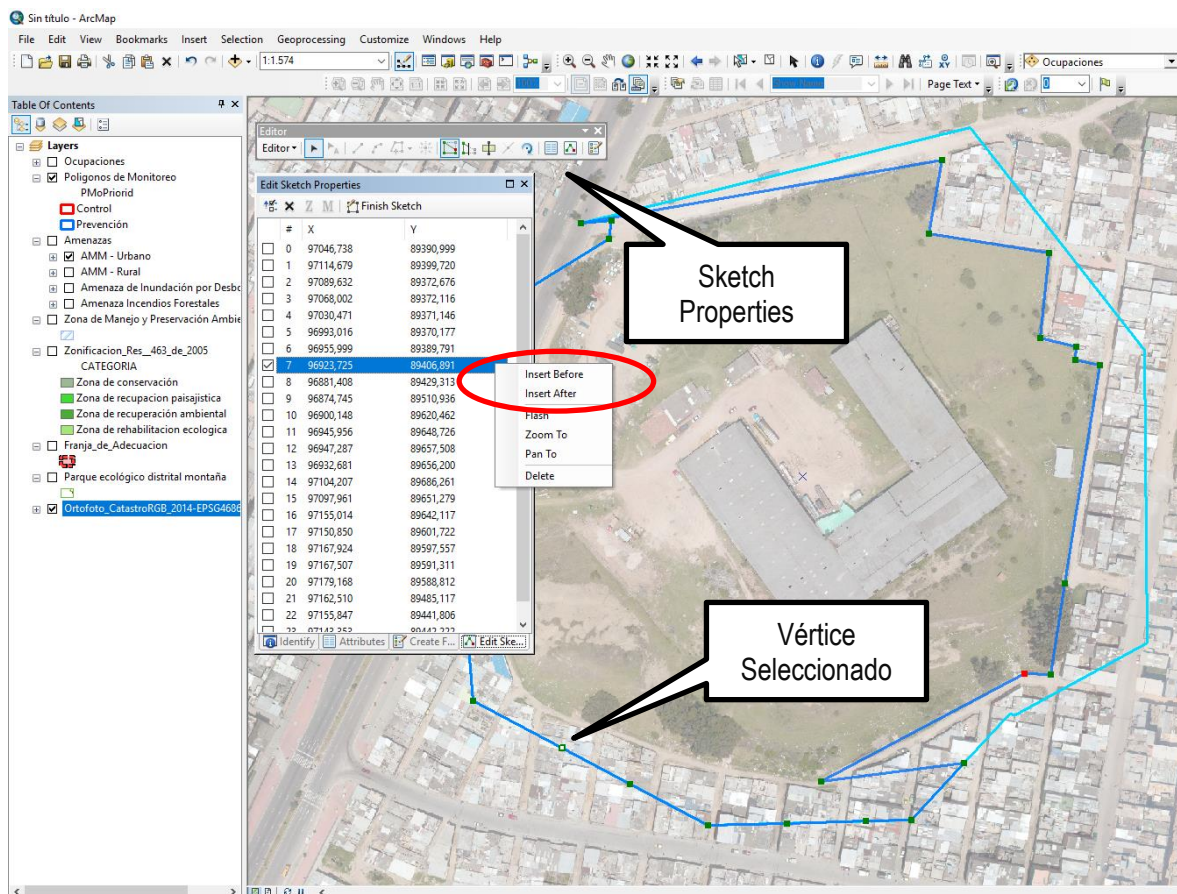 Sin título - ArcMap
File Edit View Bookmarks Insert Selection Geoprocessing Customize Windows Help
1:1.574
Ocupaciones
Page Text
Table Of Contents
Layers
Ocupaciones
Poligonos de Monitoreo
PMoPriorid
Control
Prevención
Amenazas
AMM - Urbano
AMM - Rural
Amenaza de Inundación por Desbo
Amenaza Incendios Forestales
Zona de Manejo y Preservación Ambie
Zonificacion_Res__463_de_2005
CATEGORIA
Zona de conservación
Zona de recupacion paisajistica
Zona de recuperación ambiental
Zona de rehabilitacion ecologica
Franja_de_Adecuacion
Parque ecológico distrital montaña
Ortofoto_CatastroRGB_2014-EPSG4686
Editor
Editor
Edit Sketch Properties
Z M Finish Sketch
# X Y
0 97046,738 89390,999
1 97114,679 89399,720
2 97089,632 89372,676
3 97068,002 89372,116
4 97030,471 89371,146
5 96993,016 89370,177
6 96955,999 89389,791
7 96923,725 89406,891
8 96881,408 89429,313
9 96874,745 89510,936
10 96900,148 89620,462
11 96945,956 89648,726
12 96947,287 89657,508
13 96932,681 89656,200
14 97104,207 89686,261
15 97097,961 89651,279
16 97155,014 89642,117
17 97150,850 89601,722
18 97167,924 89597,557
19 97167,507 89591,311
20 97179,168 89588,812
21 97162,510 89485,117
22 97155,847 89441,806
23 97143,353 89442,222
Identify Attributes Create F... Edit Ske...
Insert Before
Insert After
Flash
Zoom To
Pan To
Delete
Sketch
Properties
Vértice
Seleccionado